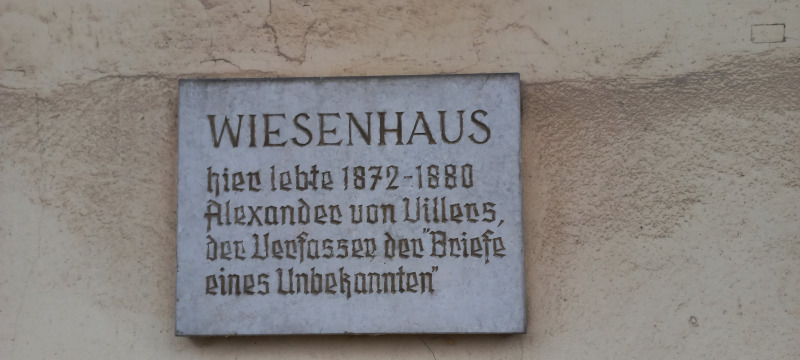 WIESENHAUS
hier lebte 1872-1880
Alexander von Villers,
der Verfasser der "Briefe
eines Unbekannten"